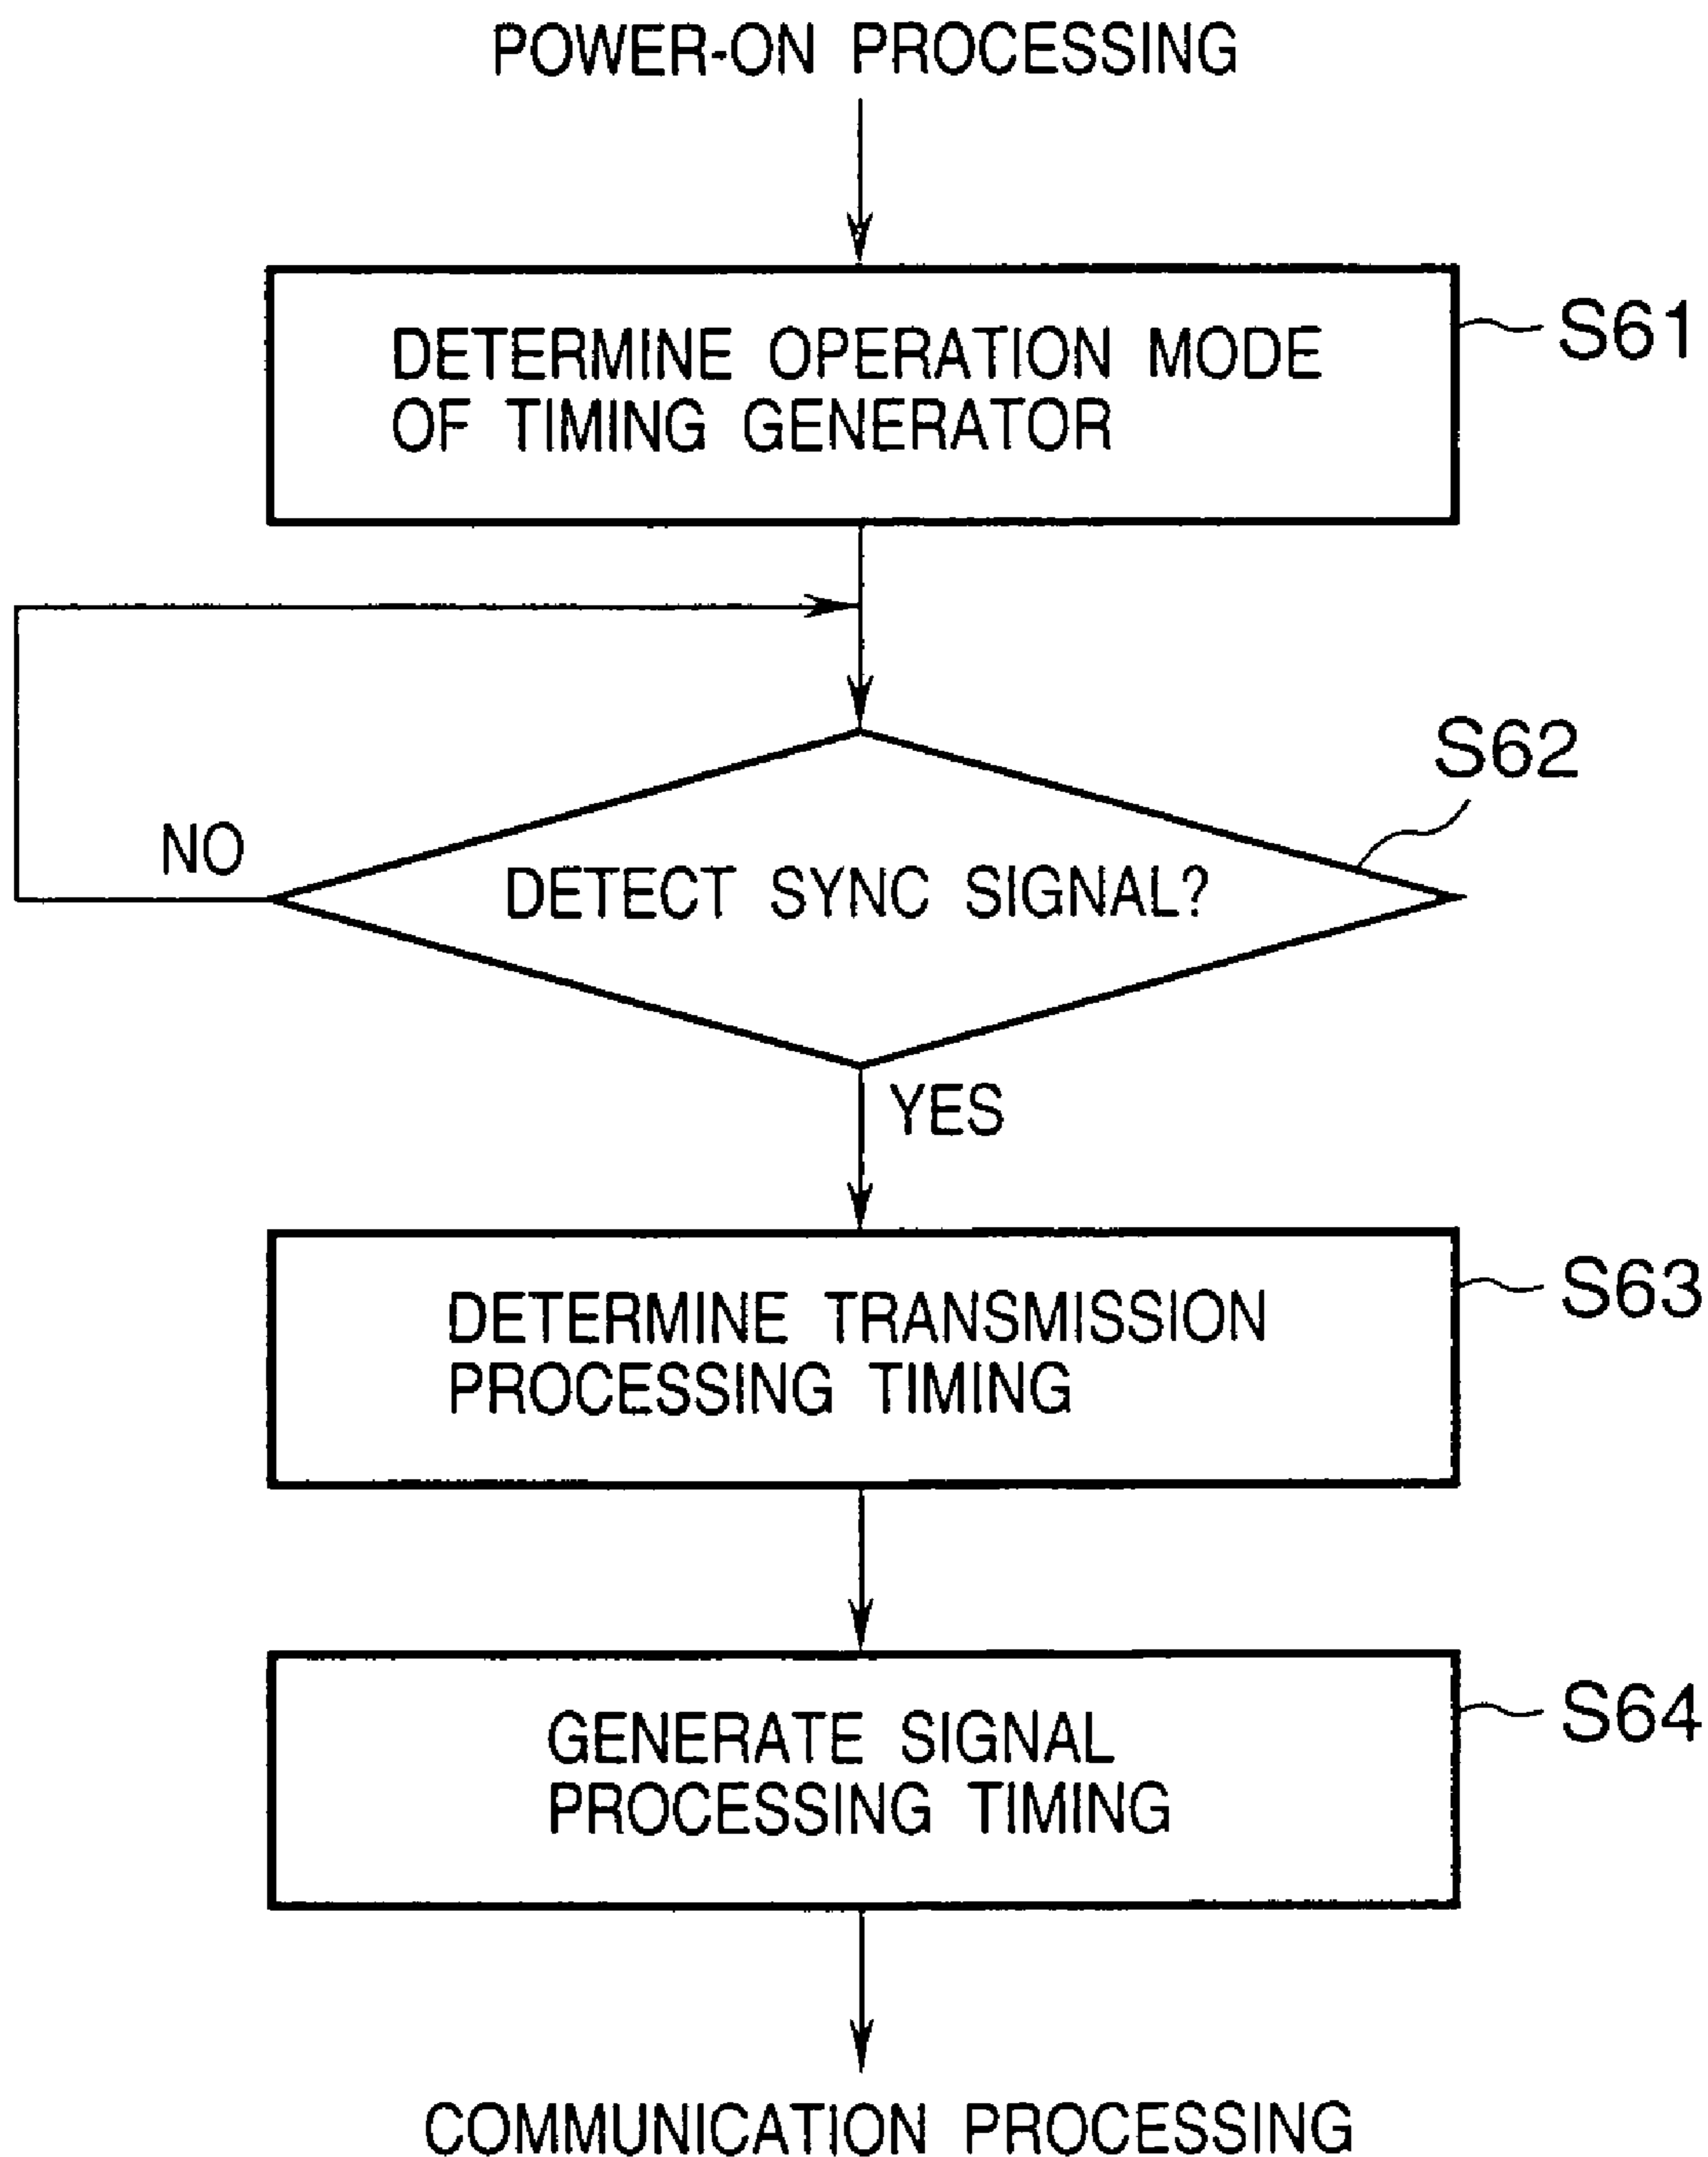 POWER-ON PROCESSING
DETERMINE OPERATION MODE
OF TIMING GENERATOR
S61
S62
NO
DETECT SYNC SIGNAL?
YES
DETERMINE TRANSMISSION
PROCESSING TIMING
S63
GENERATE SIGNAL
PROCESSING TIMING
S64
COMMUNICATION PROCESSING